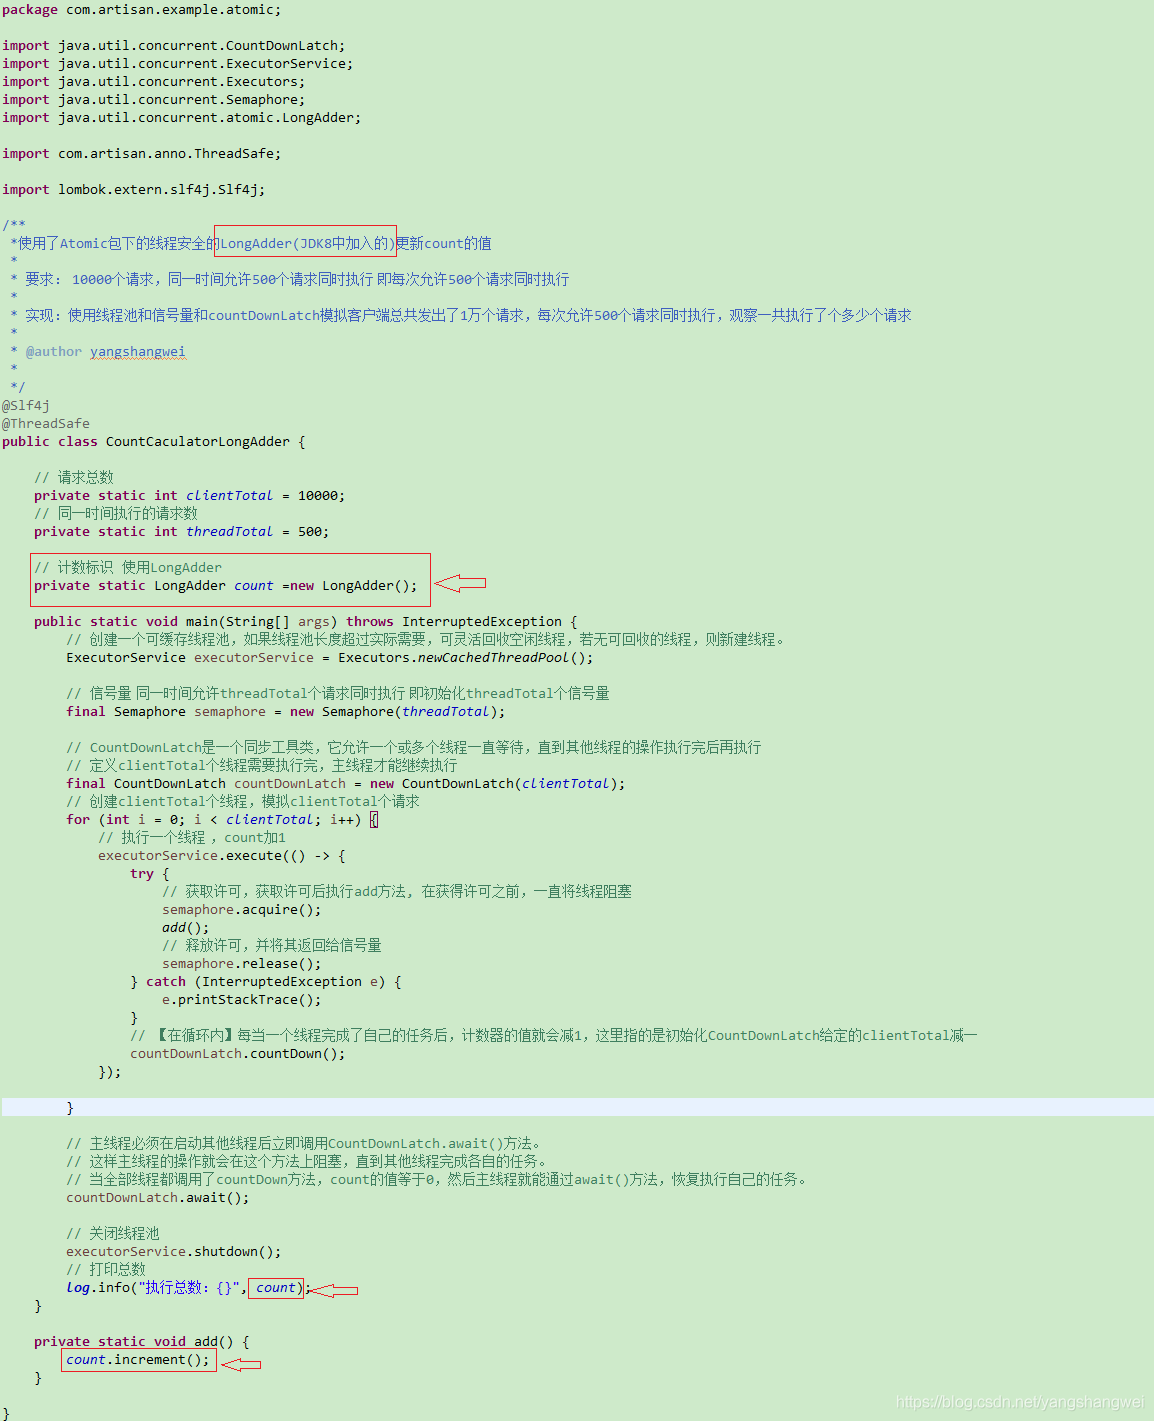 package com.artisan.example.atomic;
import java.util.concurrent.CountDownLatch;
import java.util.concurrent.ExecutorService;
import java.util.concurrent.Executors;
import java.util.concurrent.Semaphore;
import java.util.concurrent.atomic.LongAdder;
import com.artisan.anno.ThreadSafe;
import lombok.extern.slf4j.Slf4j;
/**
*使用了Atomic包下的线程安全的LongAdder(JDK8中加入的)更新count的值
*
* 要求： 10000个请求，同一时间允许500个请求同时执行 即每次允许500个请求同时执行
*
* 实现：使用线程池和信号量和countDownLatch模拟客户端总共发出了1万个请求，每次允许500个请求同时执行，观察一共执行了个多少个请求
*
* @author yangshangwei
*
*/
@Slf4j
@ThreadSafe
public class CountCaculatorLongAdder {
// 请求总数
private static int clientTotal = 10000;
// 同一时间执行的请求数
private static int threadTotal = 500;
// 计数标识 使用LongAdder
private static LongAdder count =new LongAdder();
public static void main(String[] args) throws InterruptedException {
// 创建一个可缓存线程池，如果线程池长度超过实际需要，可灵活回收空闲线程，若无可回收的线程，则新建线程。
ExecutorService executorService = Executors.newCachedThreadPool();
// 信号量 同一时间允许threadTotal个请求同时执行 即初始化threadTotal个信号量
final Semaphore semaphore = new Semaphore(threadTotal);
// CountDownLatch是一个同步工具类，它允许一个或多个线程一直等待，直到其他线程的操作执行完后再执行
// 定义clientTotal个线程需要执行完，主线程才能继续执行
final CountDownLatch countDownLatch = new CountDownLatch(clientTotal);
// 创建clientTotal个线程，模拟clientTotal个请求
for (int i = 0; i < clientTotal; i++) {
// 执行一个线程 ，count加1
executorService.execute(() -> {
try {
// 获取许可，获取许可后执行add方法, 在获得许可之前，一直将线程阻塞
semaphore.acquire();
add();
// 释放许可，并将其返回给信号量
semaphore.release();
} catch (InterruptedException e) {
e.printStackTrace();
}
// 【在循环内】每当一个线程完成了自己的任务后，计数器的值就会减1，这里指的是初始化CountDownLatch给定的clientTotal减一
countDownLatch.countDown();
});
}
// 主线程必须在启动其他线程后立即调用CountDownLatch.await()方法。
// 这样主线程的操作就会在这个方法上阻塞，直到其他线程完成各自的任务。
// 当全部线程都调用了countDown方法，count的值等于0，然后主线程就能通过await()方法，恢复执行自己的任务。
countDownLatch.await();
// 关闭线程池
executorService.shutdown();
// 打印总数
log.info("执行总数：{}", count);
}
private static void add() {
count.increment();
}
}
https://blog.csdn.net/yangshangwei